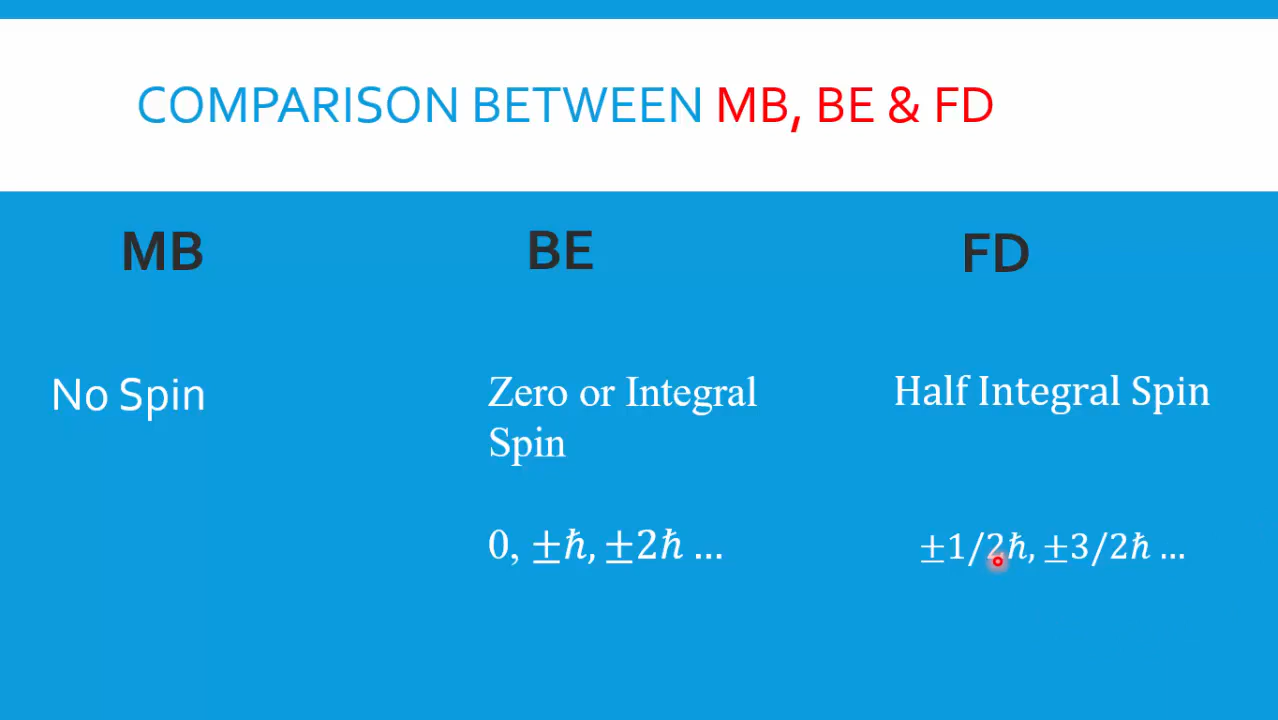 COMPARISON BETWEEN MB, BE & FD
MB
BE
FD
No Spin
Zero or Integral
Spin
Half Integral Spin
0, ±ℏ, ±2ℏ ...
±1/2ℏ, ±3/2ℏ ...